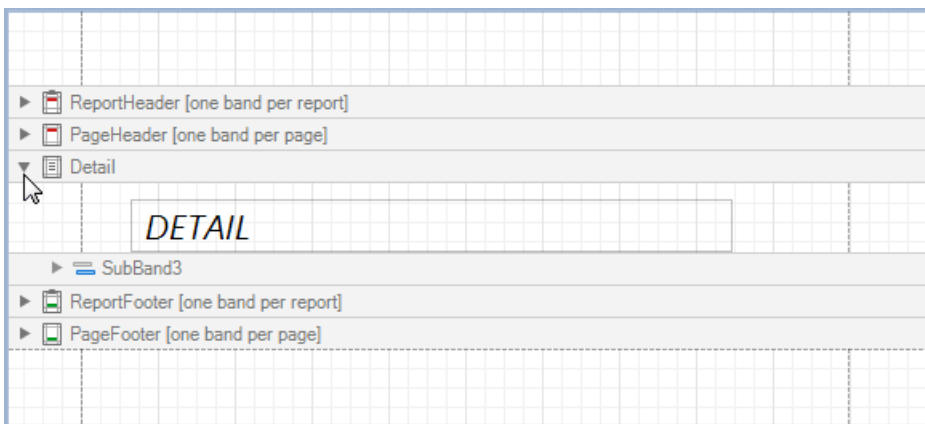 ReportHeader [one band per report]
PageHeader [one band per page]
Detail
DETAIL
SubBand3
ReportFooter [one band per report]
PageFooter [one band per page]